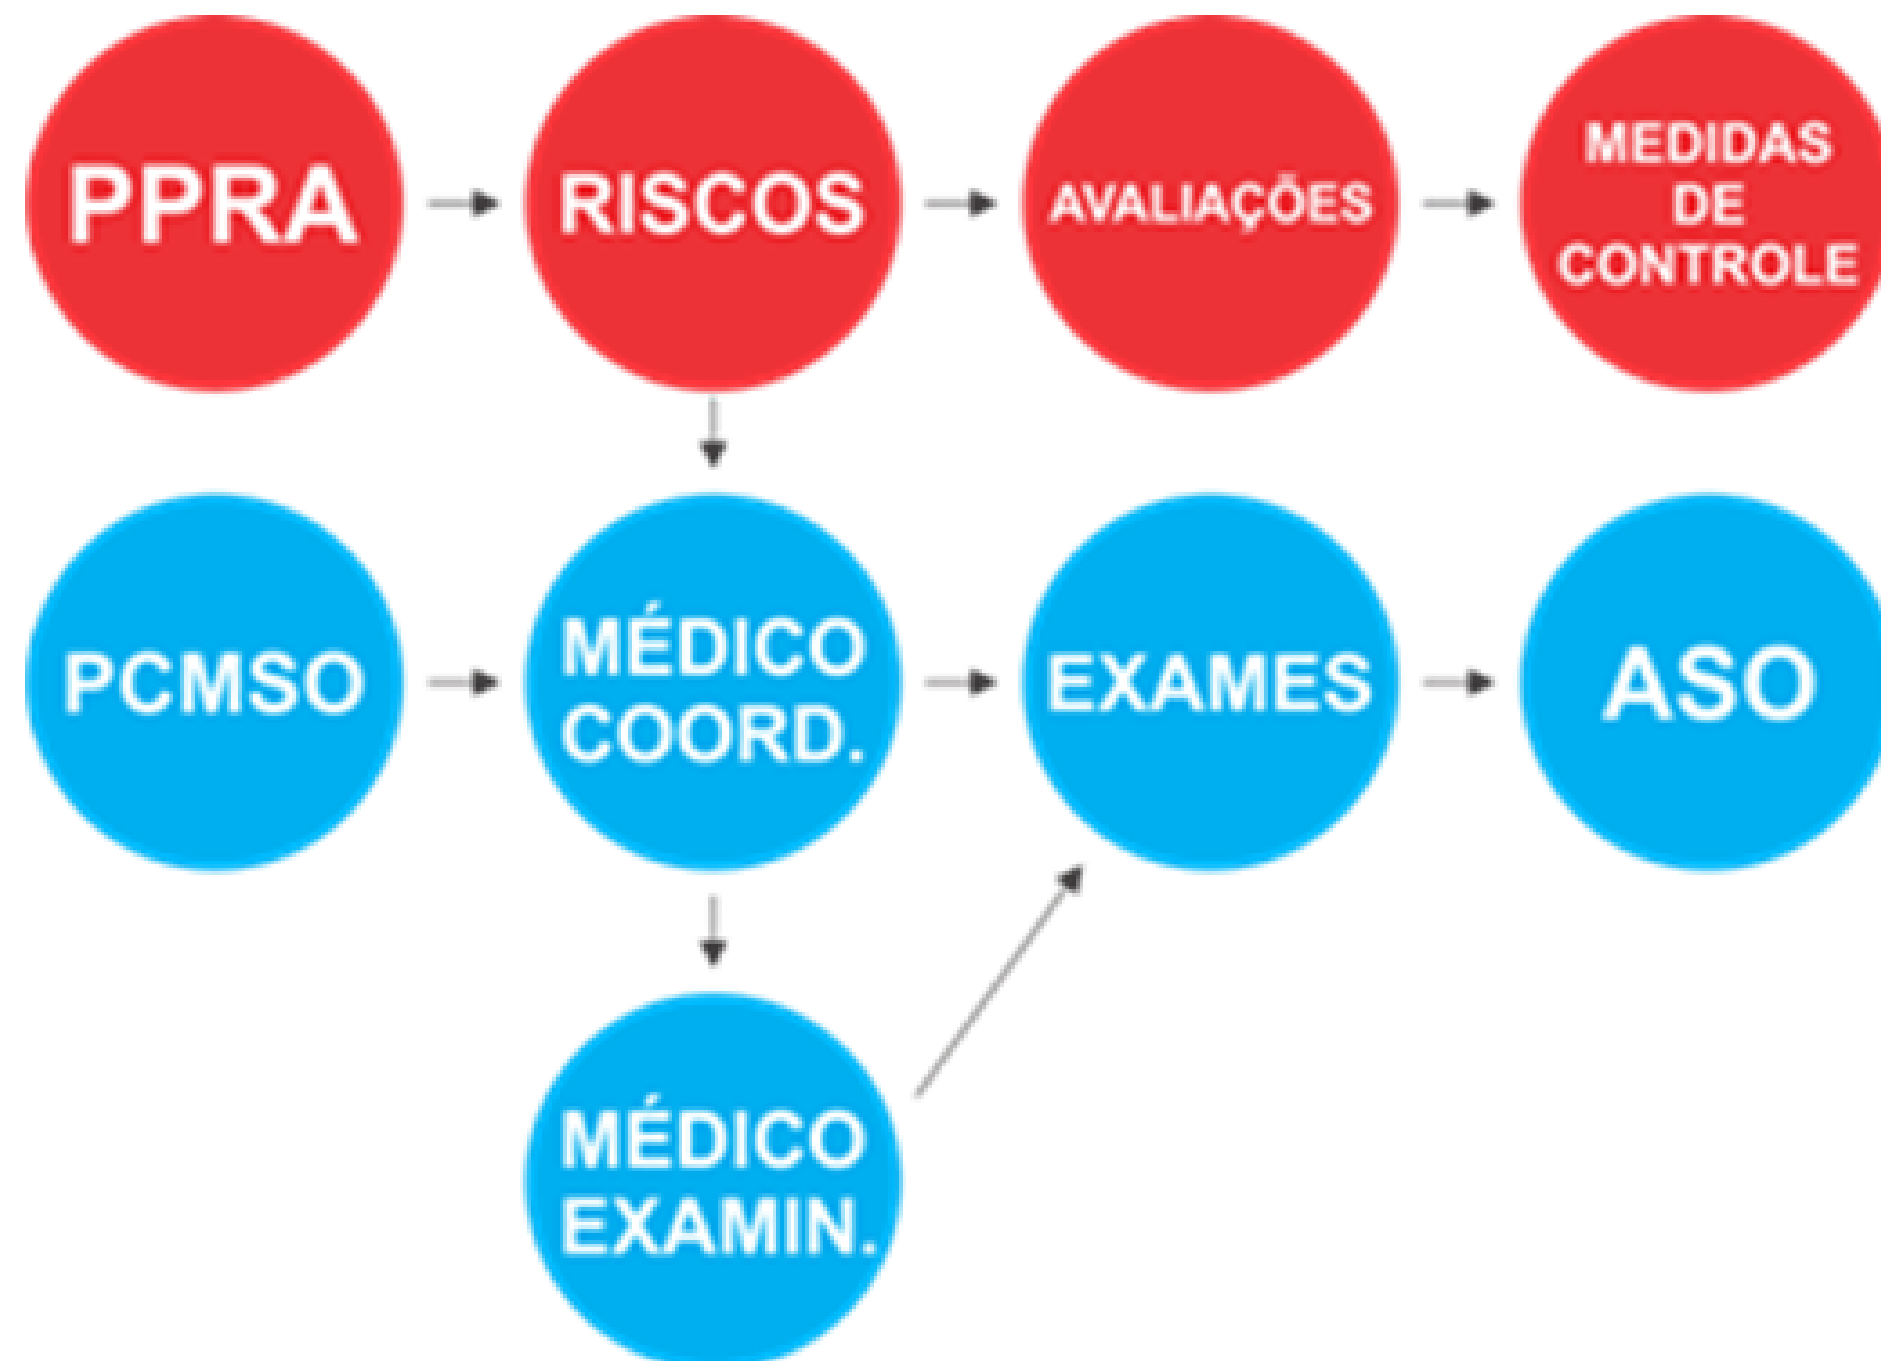 PPRA
RISCOS
AVALIAÇÕES
MEDIDAS
DE
CONTROLE
PCMSO
MÉDICO
COORD.
EXAMES
ASO
MÉDICO
EXAMIN.